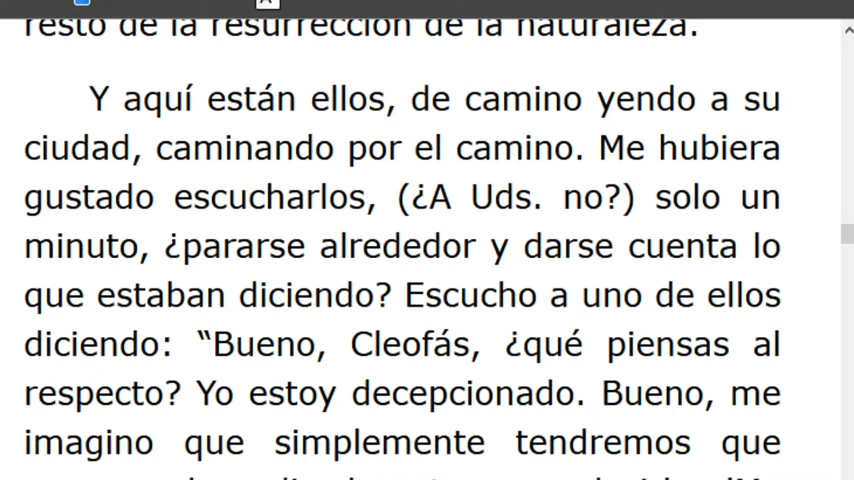 resto de la resurrección de la naturaleza.
Y aquí están ellos, de camino yendo a su
ciudad, caminando por el camino. Me hubiera
gustado escucharlos, (¿A Uds. no?) solo un
minuto, ¿pararse alrededor y darse cuenta lo
que estaban diciendo? Escucho a uno de ellos
diciendo: “Bueno, Cleofás, ¿qué piensas al
respecto? Yo estoy decepcionado. Bueno, me
imagino que simplemente tendremos que